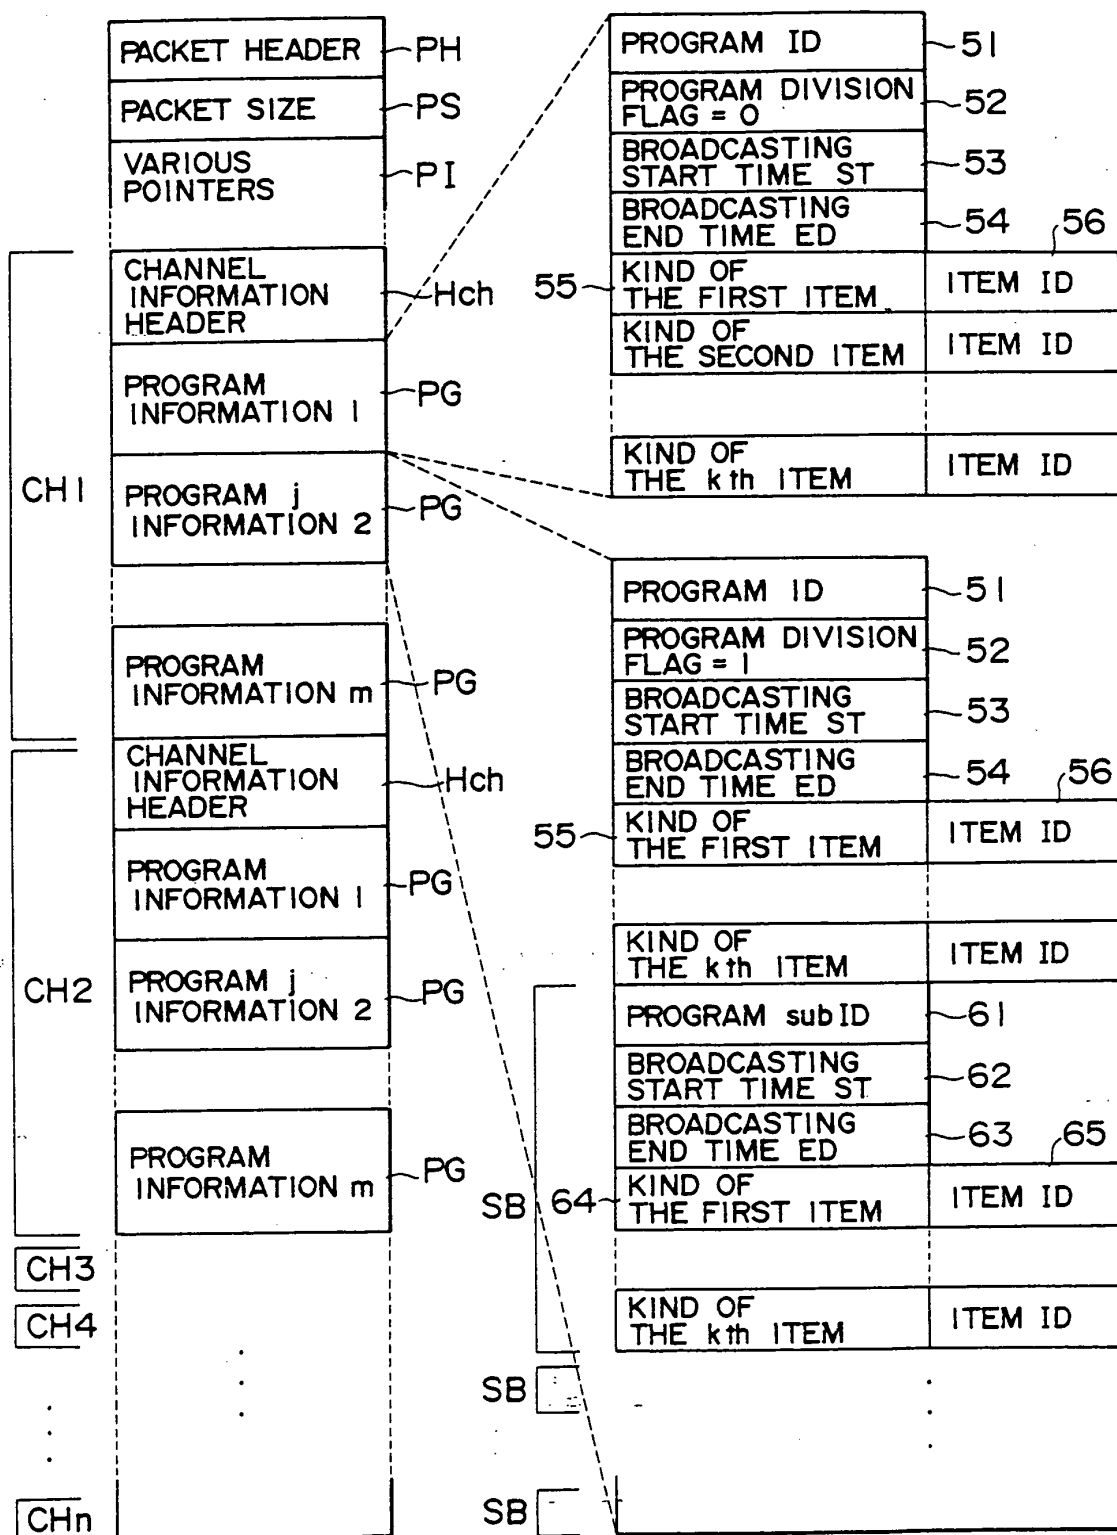 PACKET HEADER
PH
PACKET SIZE
PS
VARIOUS
POINTERS
PI
CH1
CHANNEL
INFORMATION
HEADER
Hch
PROGRAM
INFORMATION 1
PG
PROGRAM j
INFORMATION 2
PG
PROGRAM
INFORMATION m
PG
CH2
CHANNEL
INFORMATION
HEADER
Hch
PROGRAM
INFORMATION 1
PG
PROGRAM j
INFORMATION 2
PG
PROGRAM
INFORMATION m
PG
CH3
CH4
CHn
PROGRAM ID
51
PROGRAM DIVISION
FLAG = 0
52
BROADCASTING
START TIME ST
53
BROADCASTING
END TIME ED
54
56
55
KIND OF
THE FIRST ITEM
ITEM ID
KIND OF
THE SECOND ITEM
ITEM ID
KIND OF
THE kth ITEM
ITEM ID
PROGRAM ID
51
PROGRAM DIVISION
FLAG = 1
52
BROADCASTING
START TIME ST
53
BROADCASTING
END TIME ED
54
56
55
KIND OF
THE FIRST ITEM
ITEM ID
KIND OF
THE kth ITEM
ITEM ID
SB
PROGRAM sub ID
61
BROADCASTING
START TIME ST
62
BROADCASTING
END TIME ED
63
65
64
KIND OF
THE FIRST ITEM
ITEM ID
KIND OF
THE kth ITEM
ITEM ID
SB
SB